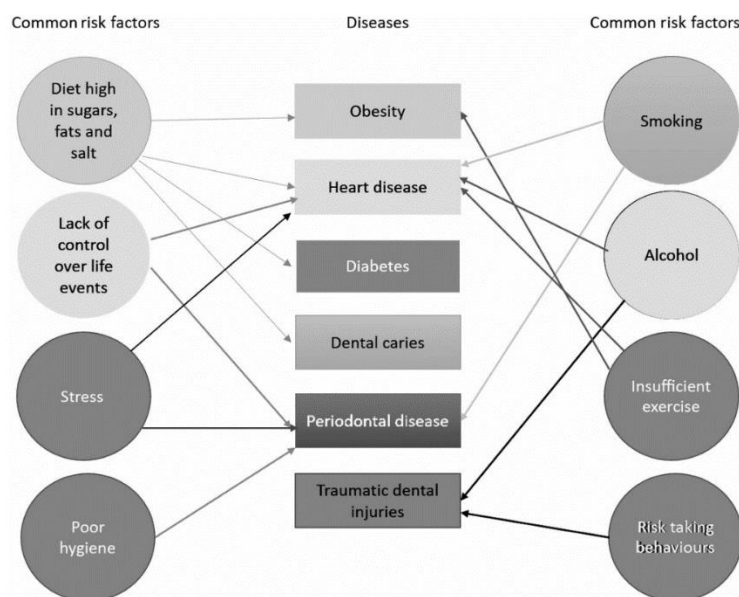 Common risk factors
Diseases
Common risk factors
Diet high
in sugars,
fats and
salt
Lack of
control
over life
events
Stress
Poor
hygiene
Obesity
Heart disease
Diabetes
Dental caries
Periodontal disease
Traumatic dental
injuries
Smoking
Alcohol
Insufficient
exercise
Risk taking
behaviours